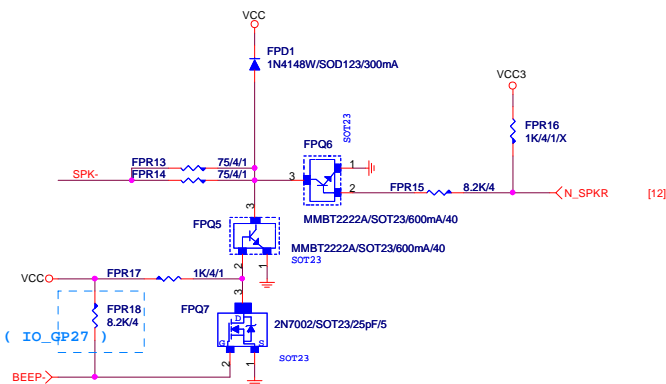 VCC
FPD1
1N4148W/SOD123/300mA
VCC3
FPR16
1K/4/1/X
SOT23
FPQ6
FPR13 75/4/1
SPK- FPR14 75/4/1
3 1
2 FPR15 8.2K/4 N_SPKR [12]
MMBT2222A/SOT23/600mA/40
3
FPQ5
MMBT2222A/SOT23/600mA/40
SOT23
2 1
VCC FPR17 1K/4/1
3
FPR18
8.2K/4
FPQ7
D
2N7002/SOT23/25pF/5
( IO_GP27 )
G S
SOT23
2 1
BEEP-